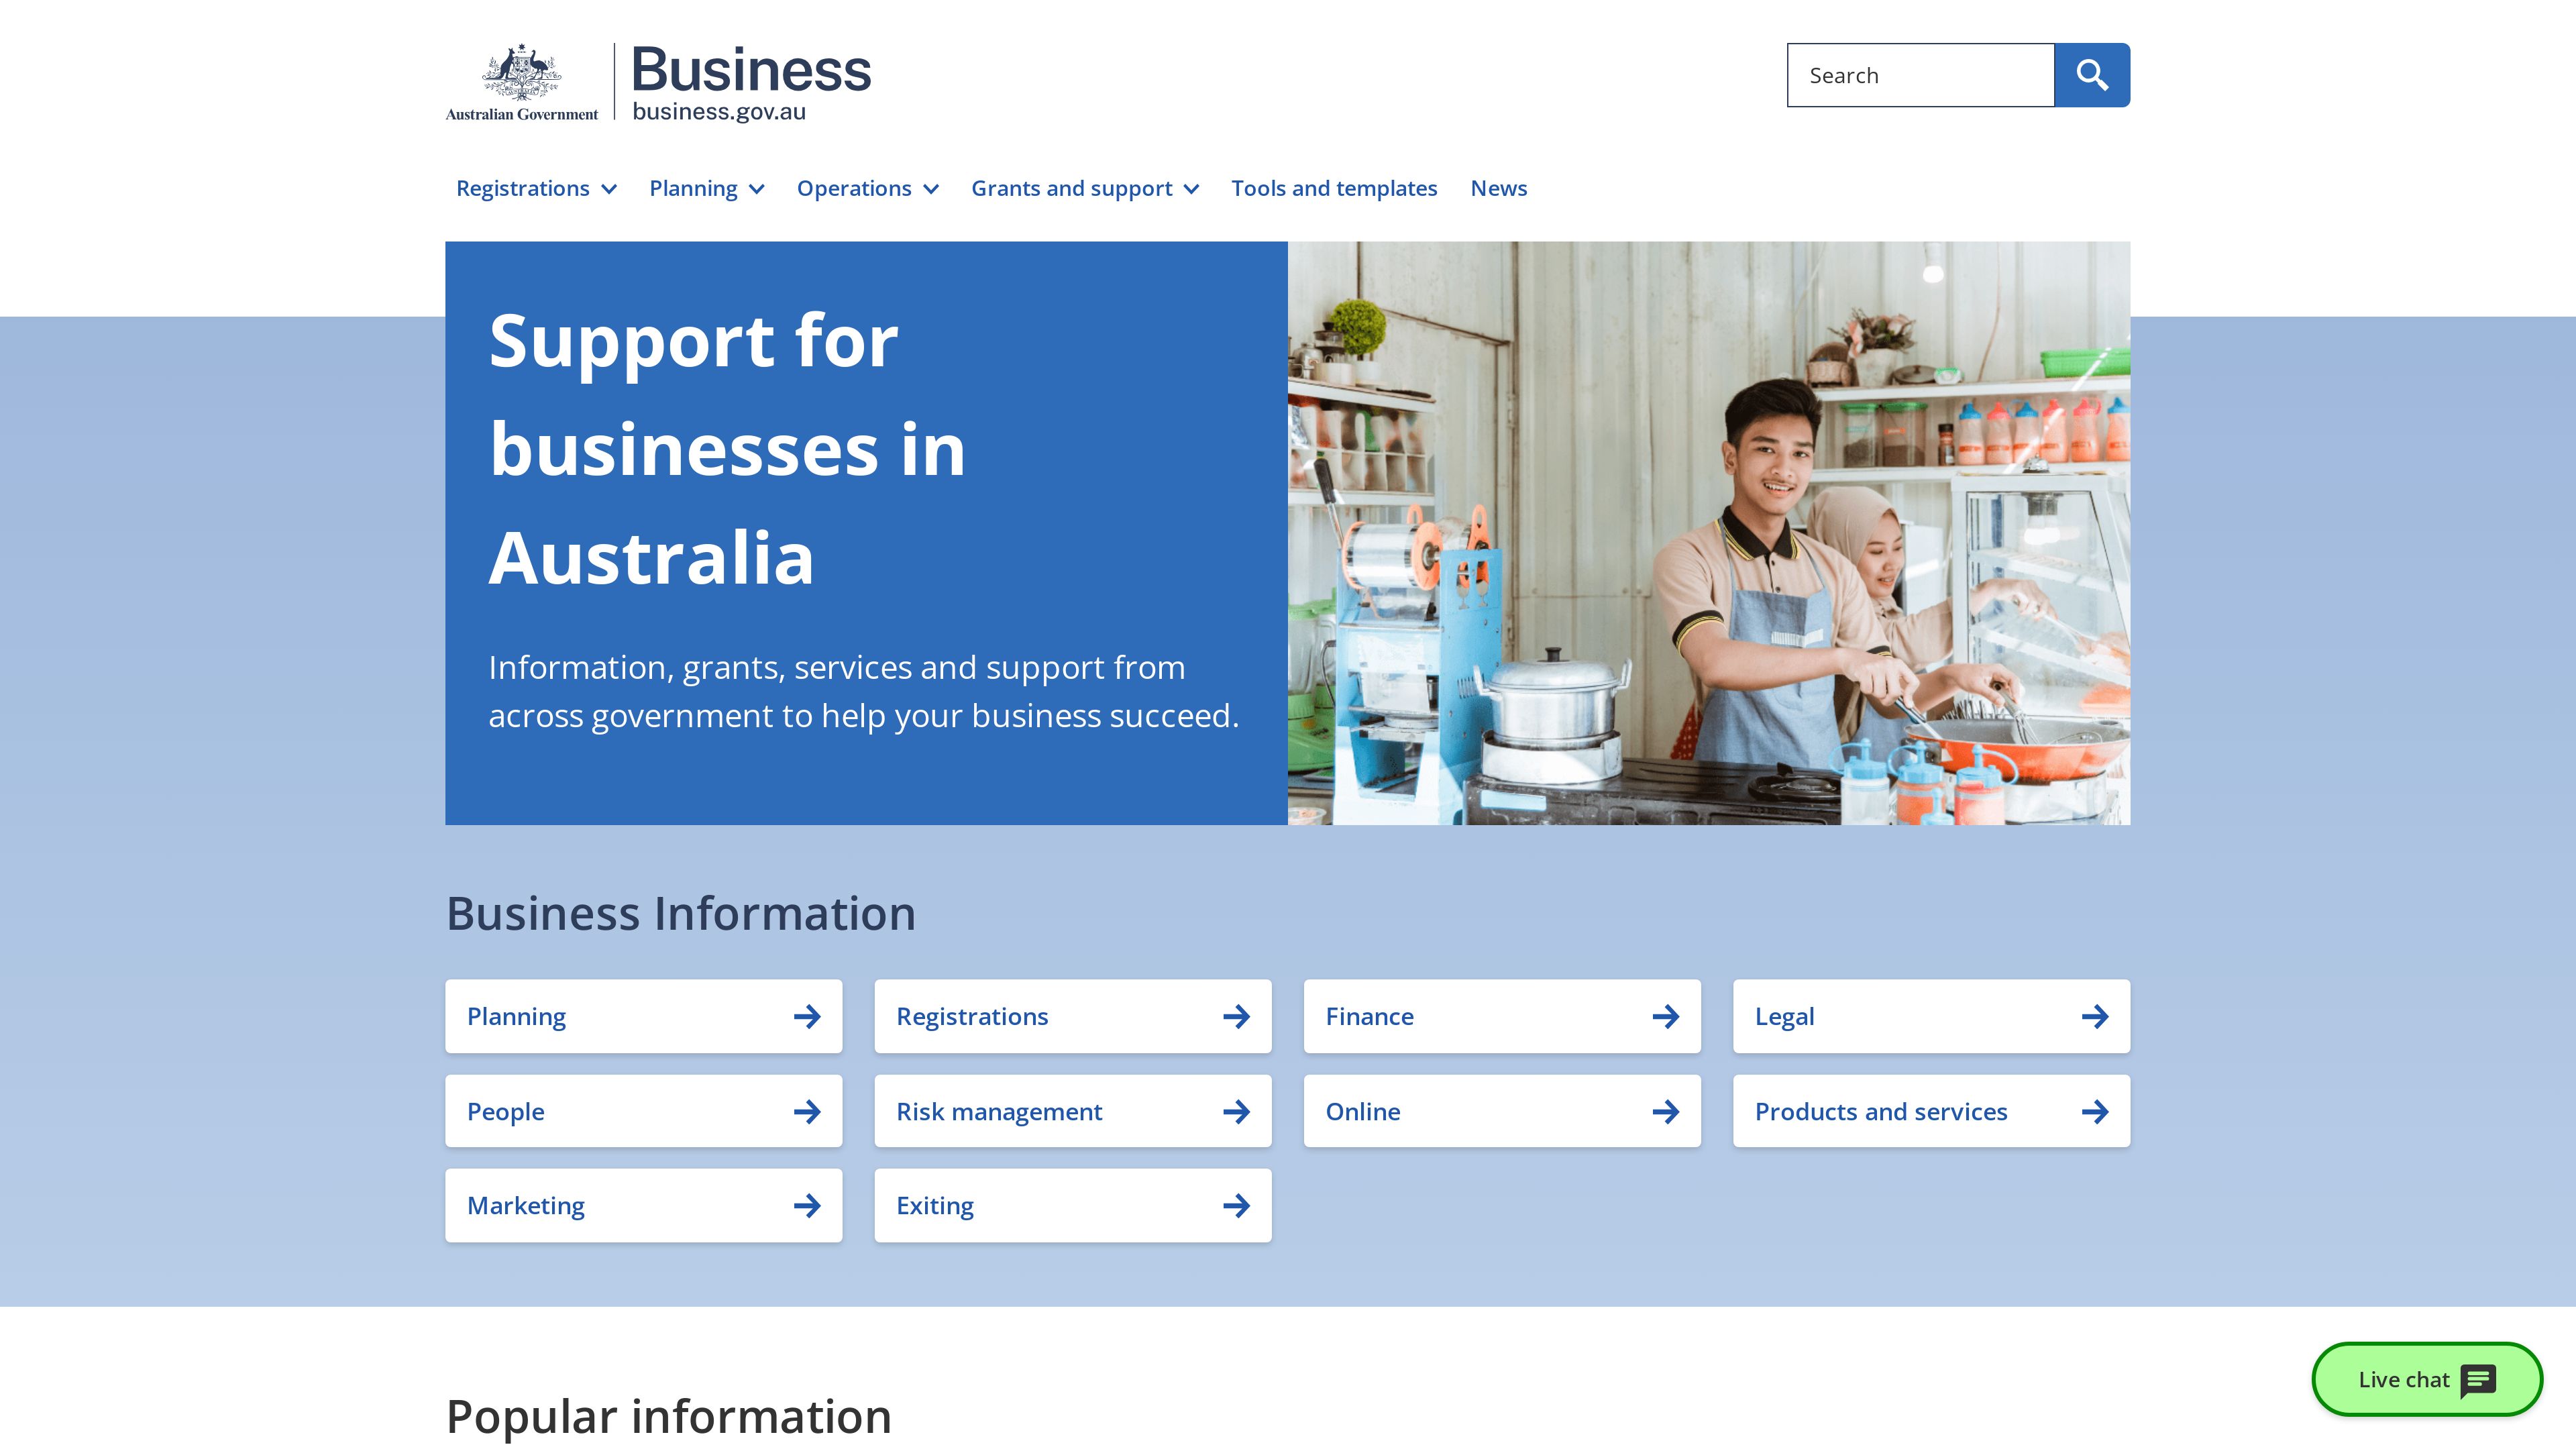 Australian Government
Business
business.gov.au
Search
Registrations
Planning
Operations
Grants and support
Tools and templates
News
Support for
businesses in
Australia
Information, grants, services and support from
across government to help your business succeed.
Business Information
Planning
Registrations
Finance
Legal
People
Risk management
Online
Products and services
Marketing
Exiting
Live chat
Popular information